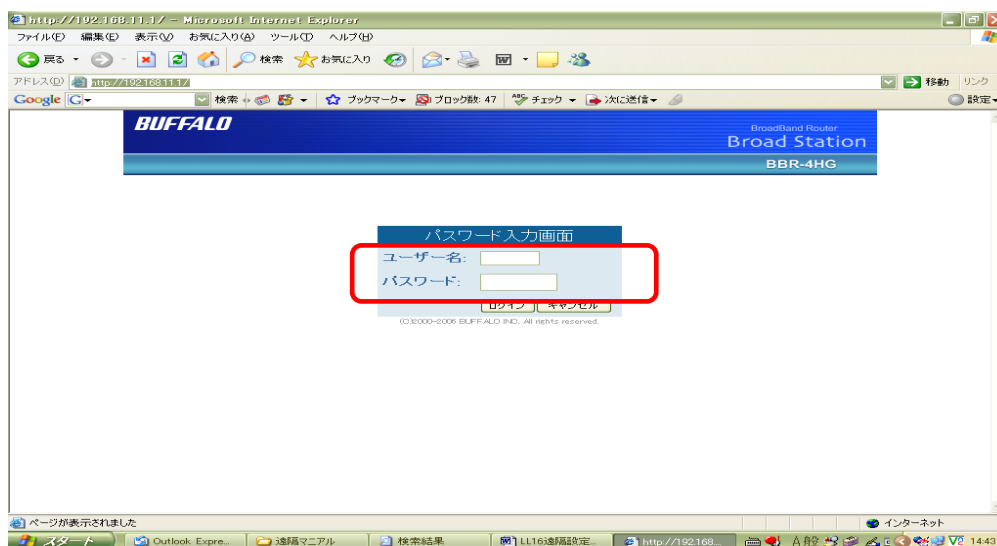 http://192.168.11.1/ - Microsoft Internet Explorer
ファイル(F) 編集(E) 表示(V) お気に入り(A) ツール(T) ヘルプ(H)
戻る 検索 お気に入り
アドレス(D) http://192.168.11.1/ 移動 リンク
Google G 検索 ブックマーク ブロック数: 47 ABC チェック 次に送信 設定
BUFFALO
BroadBand Router
Broad Station
BBR-4HG
パスワード入力画面
ユーザー名:
パスワード:
ログイン キャンセル
(C)2000-2006 BUFFALO INC. All rights reserved.
ページが表示されました インターネット
スタート Outlook Expre... 遠隔マニアル 検索結果 LL16遠隔設定... http://192.168.... A 般 14:43